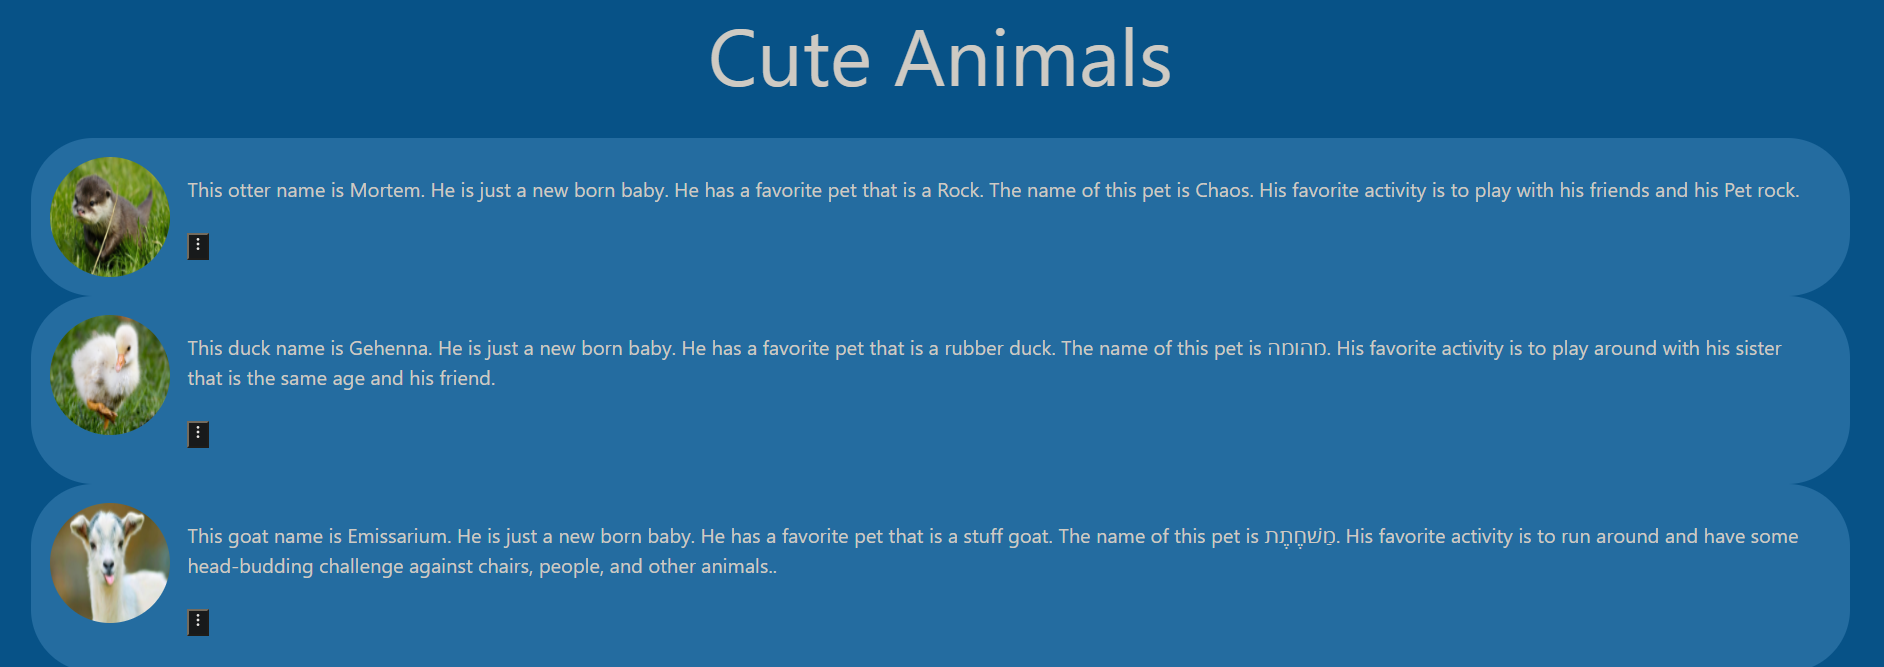 Cute Animals
This otter name is Mortem. He is just a new born baby. He has a favorite pet that is a Rock. The name of this pet is Chaos. His favorite activity is to play with his friends and his Pet rock.
This duck name is Gehenna. He is just a new born baby. He has a favorite pet that is a rubber duck. The name of this pet is מהומה. His favorite activity is to play around with his sister
that is the same age and his friend.
This goat name is Emissarium. He is just a new born baby. He has a favorite pet that is a stuff goat. The name of this pet is מַשׁחֶתֶת. His favorite activity is to run around and have some
head-budding challenge against chairs, people, and other animals..